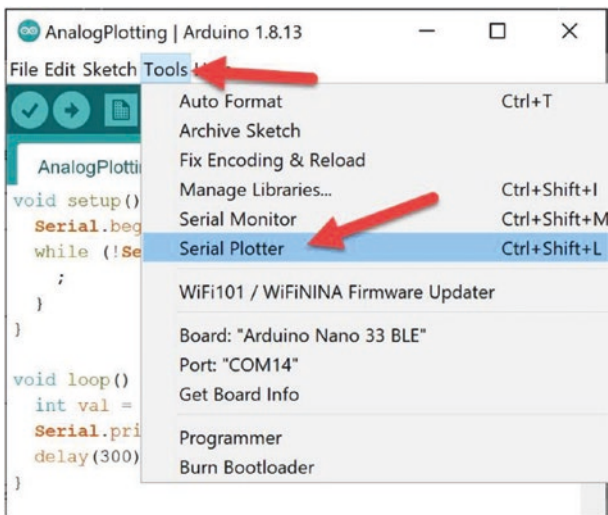 AnalogPlotting | Arduino 1.8.13
File Edit Sketch Tools
Auto Format Ctrl+T
Archive Sketch
Fix Encoding & Reload
Manage Libraries... Ctrl+Shift+I
Serial Monitor Ctrl+Shift+M
Serial Plotter Ctrl+Shift+L
WiFi101 / WiFiNINA Firmware Updater
Board: "Arduino Nano 33 BLE"
Port: "COM14"
Get Board Info
Programmer
Burn Bootloader
AnalogPlotti
void setup()
Serial.beg
while (!Se
;
}
}
void loop()
int val =
Serial.pri
delay(300)
}